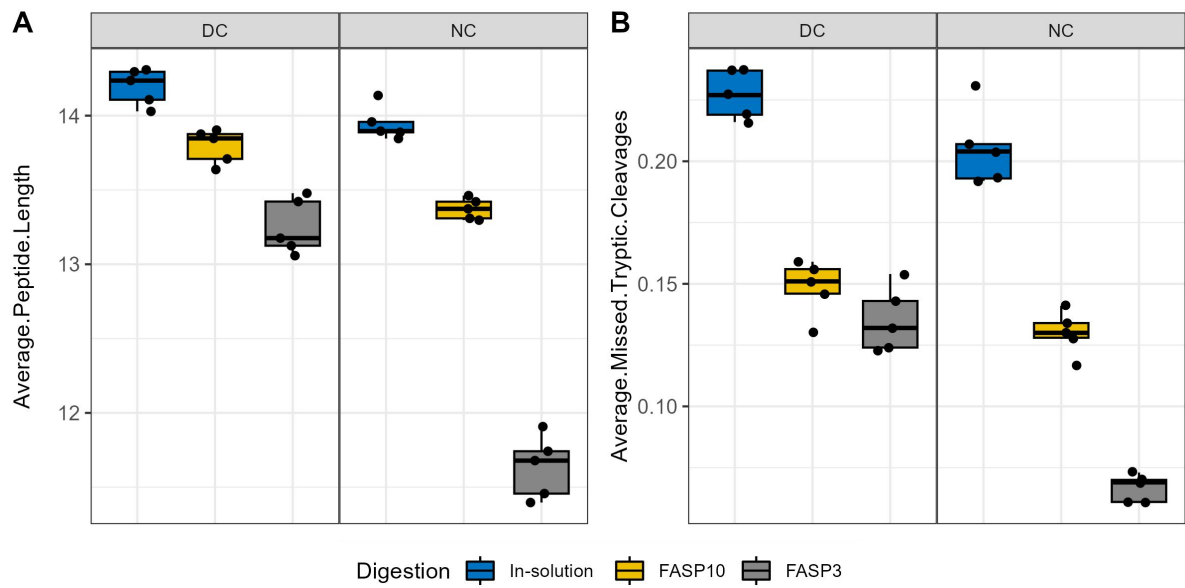 A
DC
NC
Average.Peptide.Length
14
13
12
B
DC
NC
Average.Missed.Tryptic.Cleavages
0.20
0.15
0.10
Digestion In-solution FASP10 FASP3